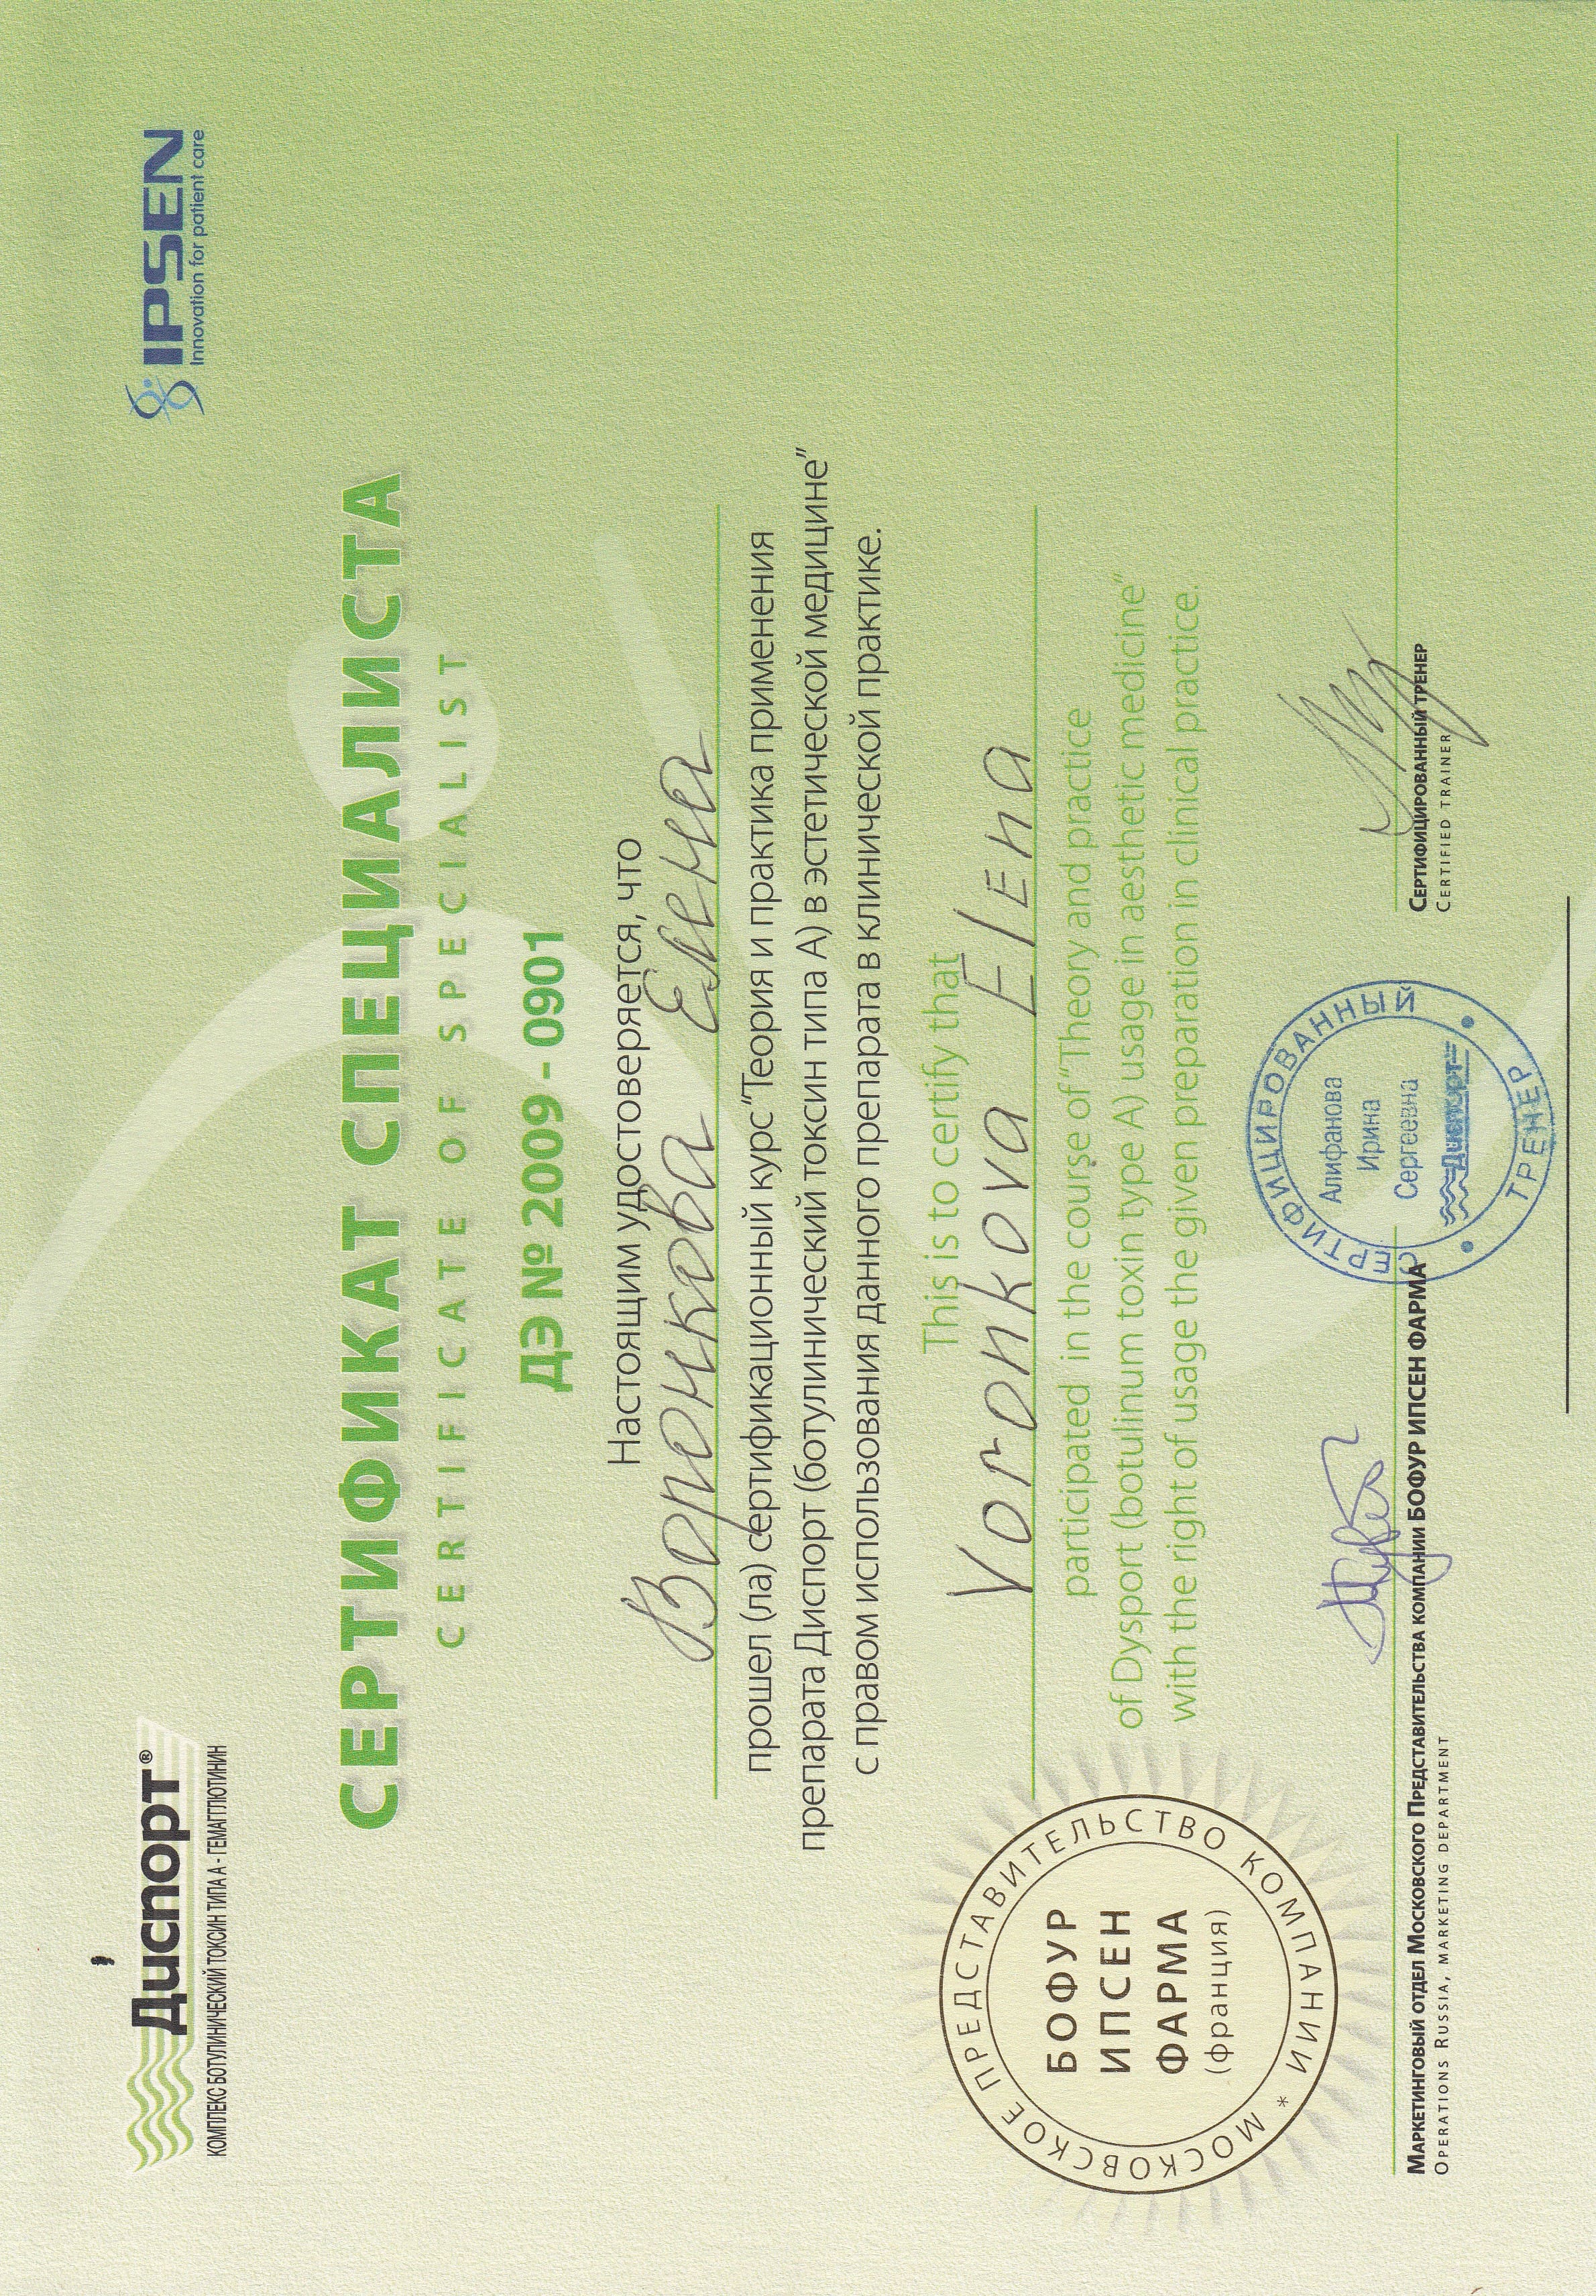 Диспорт®
КОМПЛЕКС БОТУЛИНИЧЕСКИЙ ТОКСИН ТИПА А - ГЕМАГГЛЮТИНИН
IPSEN
Innovation for patient care
СЕРТИФИКАТ СПЕЦИАЛИСТА
CERTIFICATE OF SPECIALIST
ДЭ № 2009 - 0901
Настоящим удостоверяется, что
Воронкова Елена
прошел (ла) сертификационный курс “Теория и практика применения
препарата Диспорт (ботулинический токсин типа А) в эстетической медицине”
с правом использования данного препарата в клинической практике.
This is to certify that
Voronkova Elena
participated in the course of “Theory and practice
of Dysport (botulinum toxin type A) usage in aesthetic medicine”
with the right of usage the given preparation in clinical practice.
МОСКОВСКОЕ ПРЕДСТАВИТЕЛЬСТВО КОМПАНИИ *
БОФУР
ИПСЕН
ФАРМА
(франция)
СЕРТИФИЦИРОВАННЫЙ
Алифанова
Ирина
Сергеевна
Диспорт
ТРЕНЕР
Маркетинговый отдел Московского Представительства компании БОФУР ИПСЕН ФАРМА
Operations Russia, marketing department
Сертифицированный тренер
Certified trainer